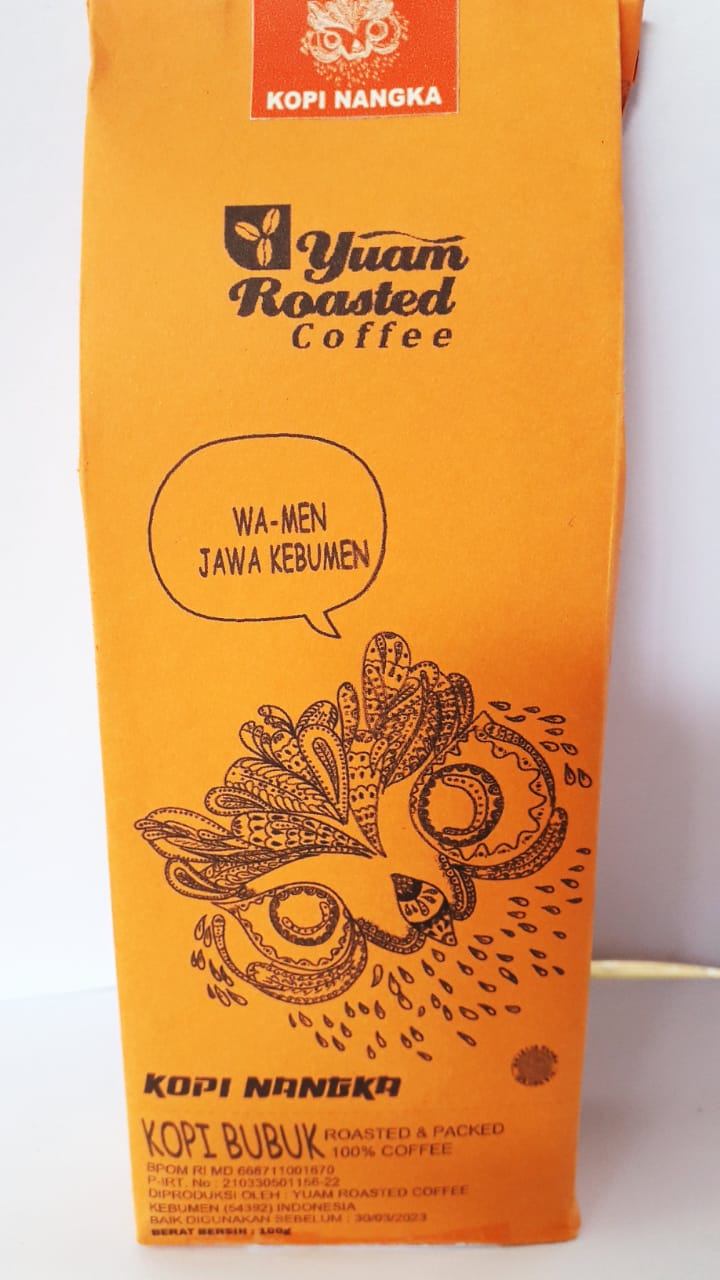 KOPI NANGKA
Yuam
Roasted
Coffee
WA-MEN
JAWA KEBUMEN
KOPI NANGKA
KOPI BUBUK ROASTED & PACKED
100% COFFEE
BPOM RI MD 668711001670
P-IRT. No : 210330501156-22
DIPRODUKSI OLEH : YUAM ROASTED COFFEE
KEBUMEN (54392) INDONESIA
BAIK DIGUNAKAN SEBELUM : 30/03/2023
BERAT BERSIH : 100g